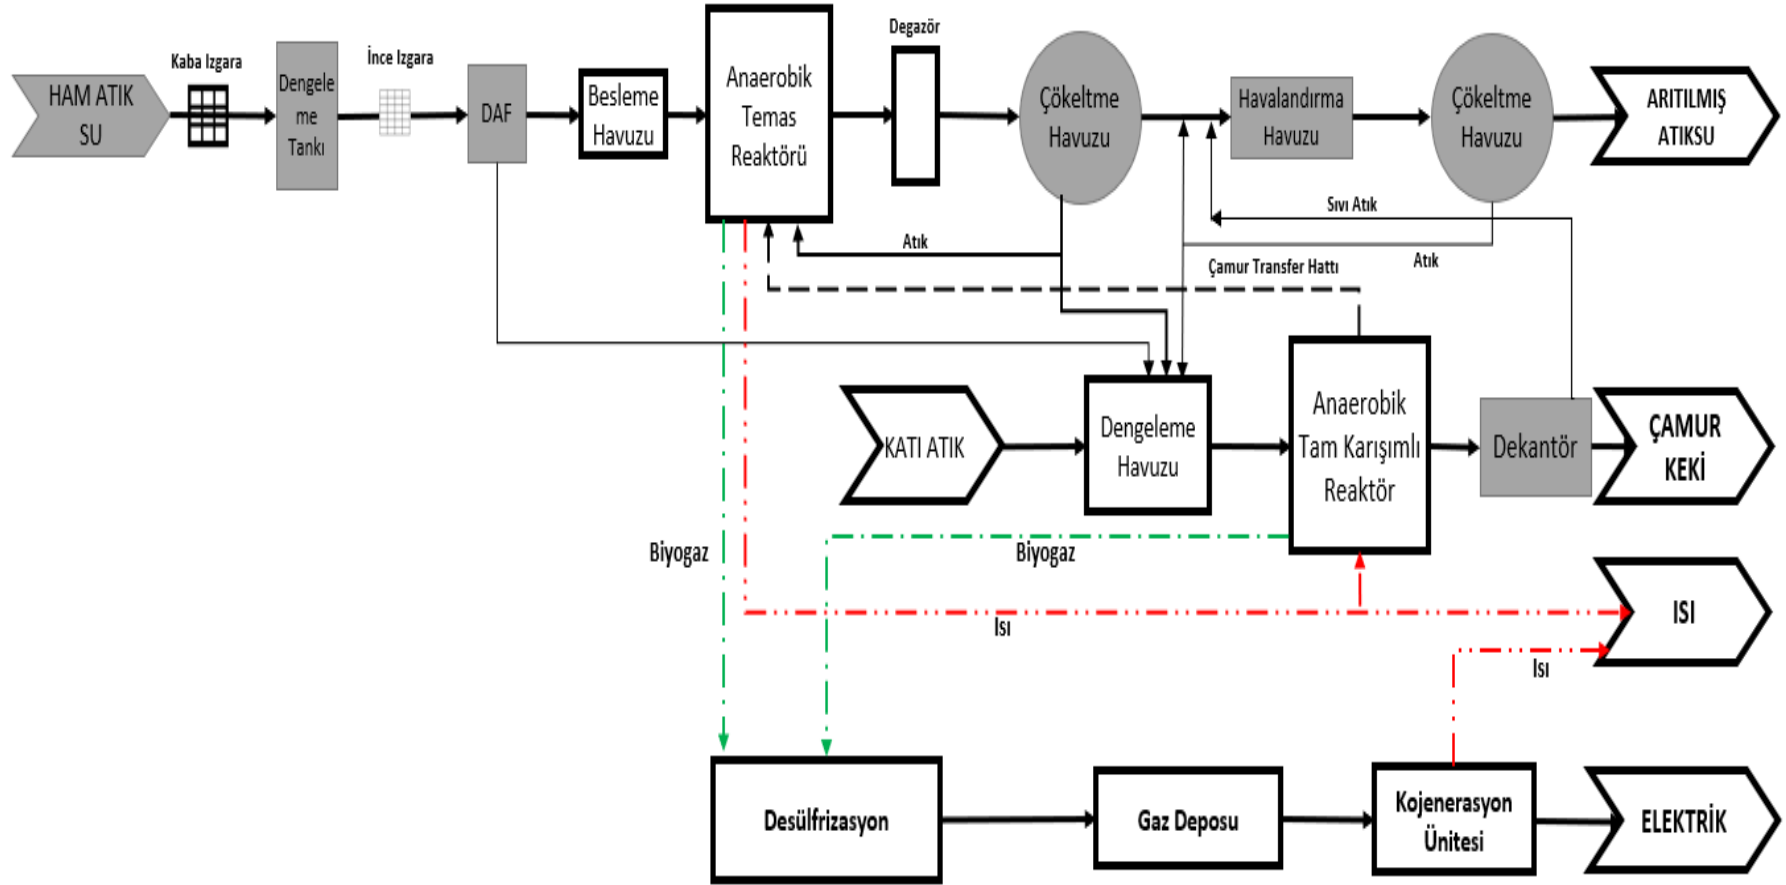 Degazör
Kaba Izgara
İnce Izgara
HAM ATIK
SU
Dengele
me
Tankı
DAF
Besleme
Havuzu
Anaerobik
Temas
Reaktörü
Çökeltme
Havuzu
Havalandırma
Havuzu
Çökeltme
Havuzu
ARITILMIŞ
ATIKSU
Sıvı Atık
Atık
Atık
Çamur Transfer Hattı
KATI ATIK
Dengeleme
Havuzu
Anaerobik
Tam Karışımlı
Reaktör
Dekantör
ÇAMUR
KEKİ
Biyogaz
Biyogaz
Isı
ISI
Isı
Desülfrizasyon
Gaz Deposu
Kojenerasyon
Ünitesi
ELEKTRİK